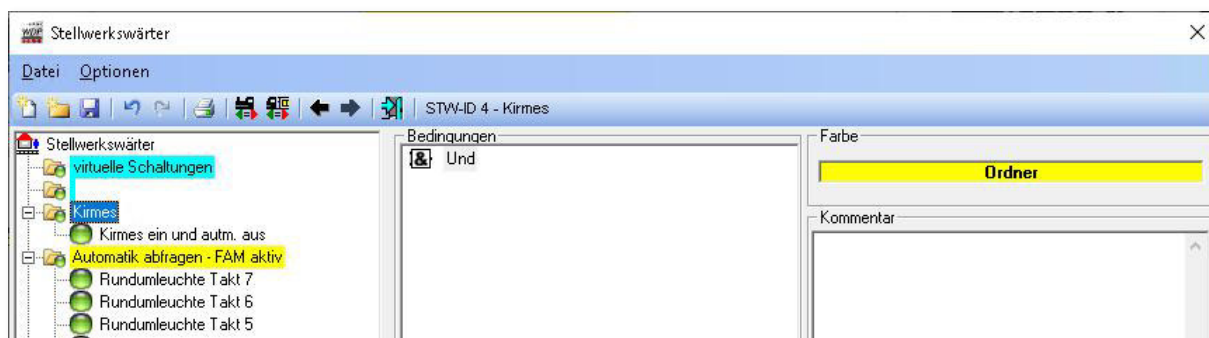 WDP Stellwerkswärter
Datei Optionen
STW-ID 4 - Kirmes
Stellwerkswärter
virtuelle Schaltungen
Kirmes
Kirmes ein und autm. aus
Automatik abfragen - FAM aktiv
Rundumleuchte Takt 7
Rundumleuchte Takt 6
Rundumleuchte Takt 5
Bedingungen
& Und
Farbe
Ordner
Kommentar